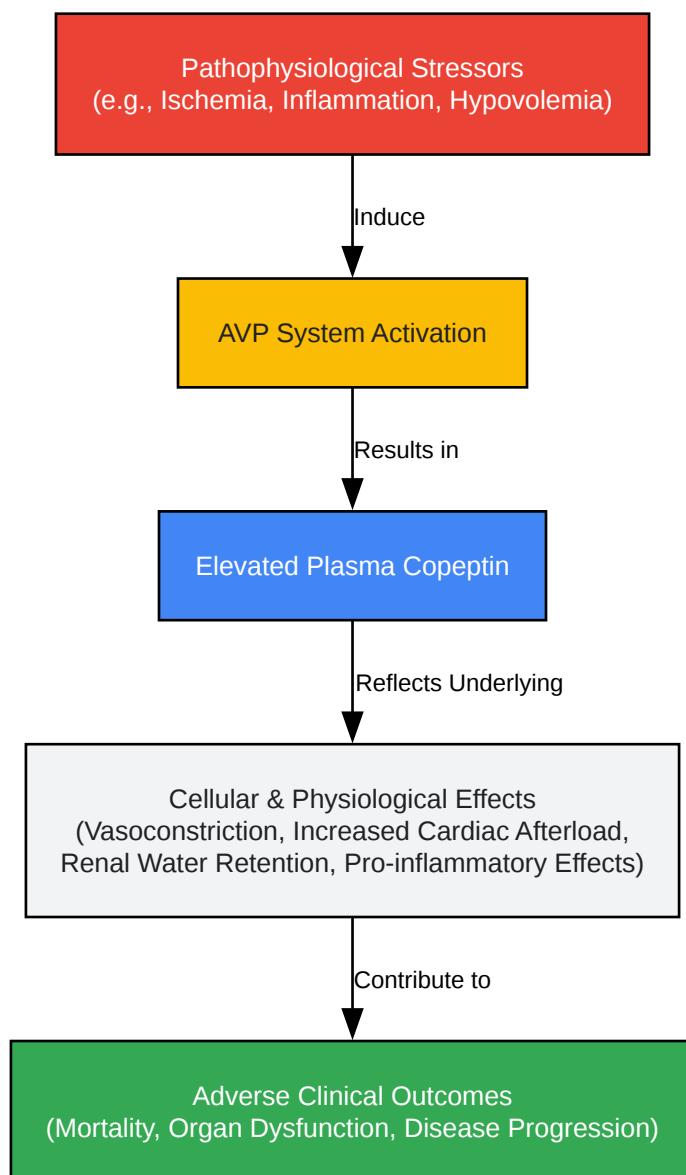 Pathophysiological Stressors
(e.g., Ischemia, Inflammation, Hypovolemia)
Induce
AVP System Activation
Results in
Elevated Plasma Copeptin
Reflects Underlying
Cellular & Physiological Effects
(Vasoconstriction, Increased Cardiac Afterload,
Renal Water Retention, Pro-inflammatory Effects)
Contribute to
Adverse Clinical Outcomes
(Mortality, Organ Dysfunction, Disease Progression)